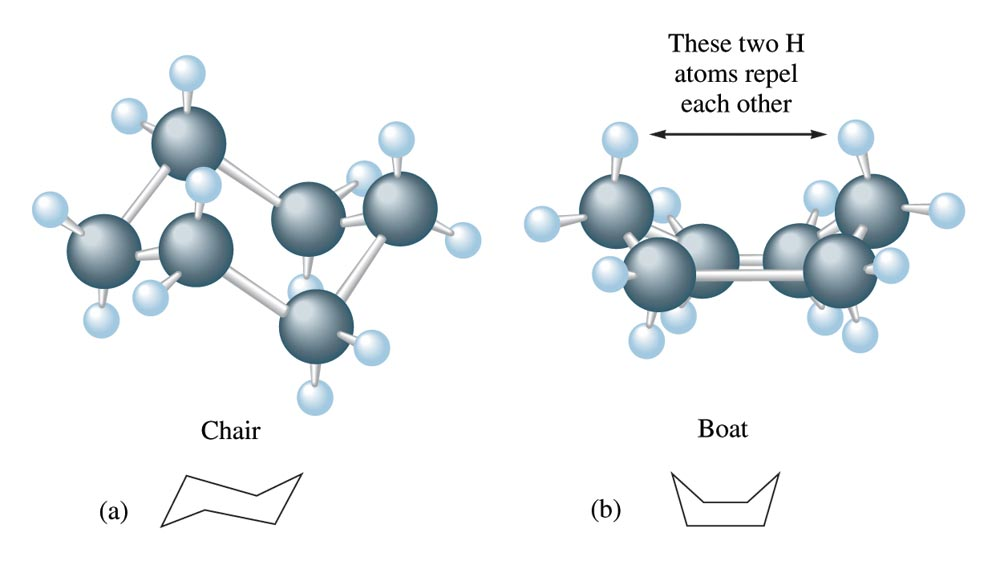 These two H
atoms repel
each other
Chair
Boat
(a)
(b)